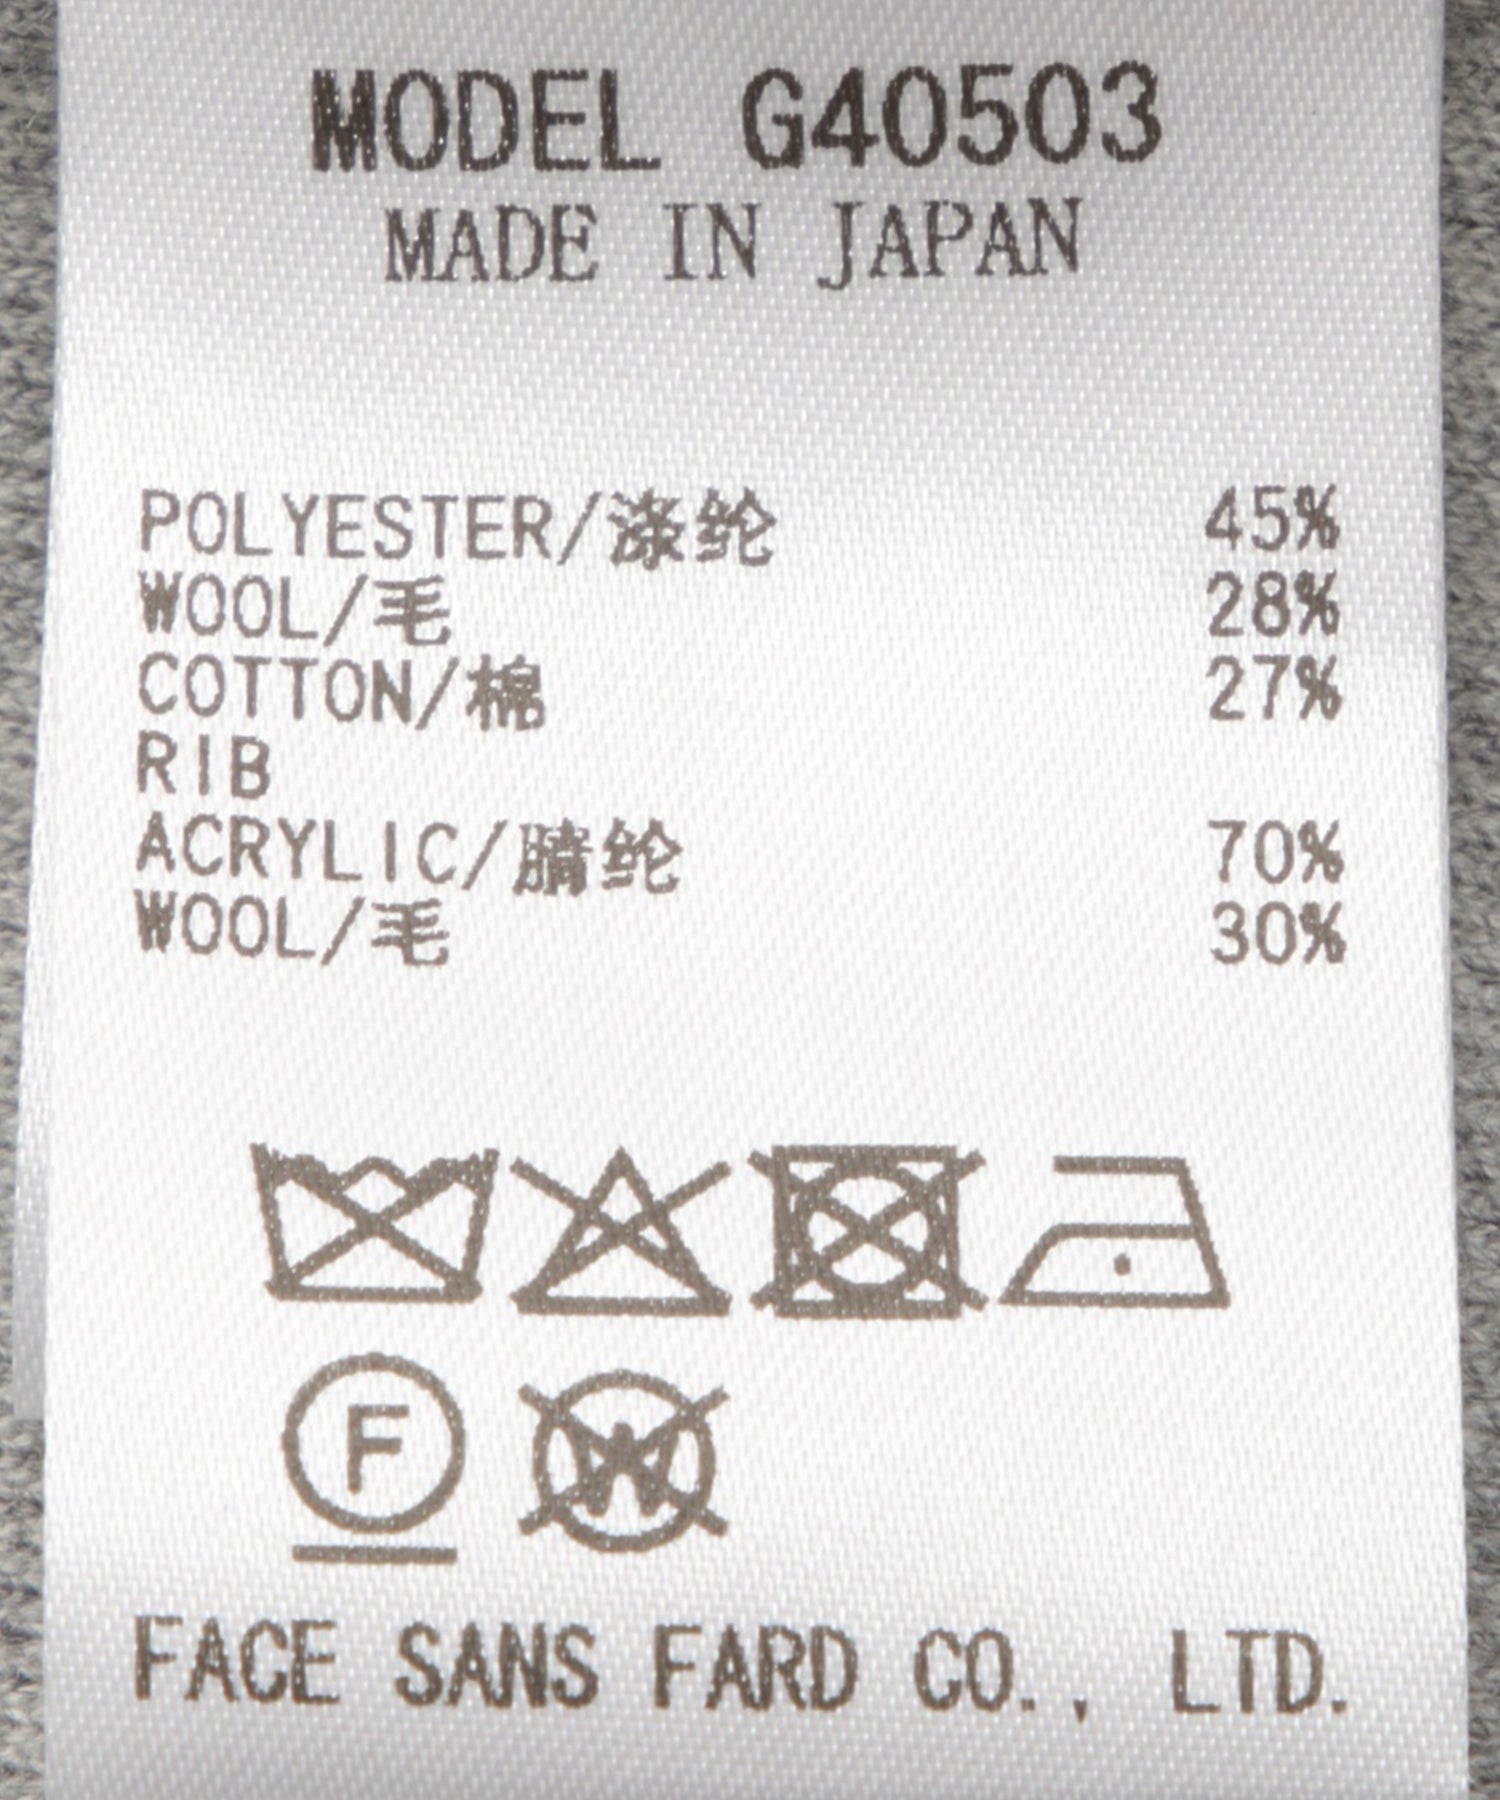 MODEL G40503
MADE IN JAPAN
POLYESTER/涤纶 45%
WOOL/毛 28%
COTTON/棉 27%
RIB
ACRYLIC/腈纶 70%
WOOL/毛 30%
F W
FACE SANS FARD CO., LTD.